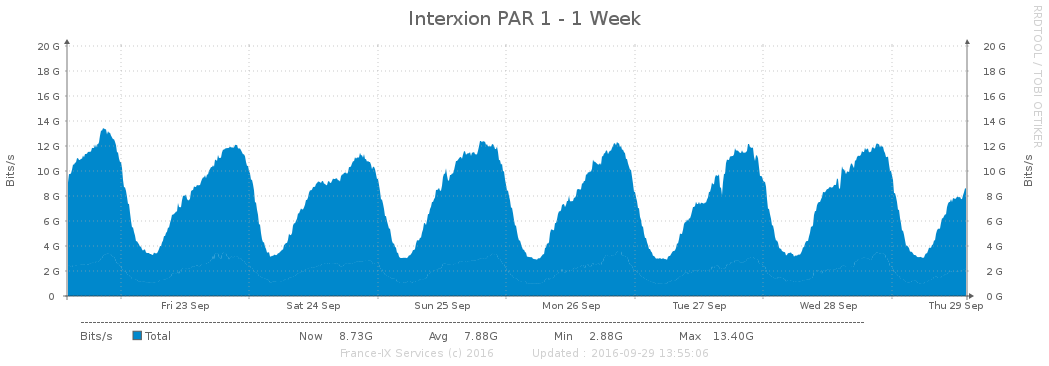 Interxion PAR 1 - 1 Week
RRDTOOL / TOBI OETIKER
Bits/s
20 G 20 G
18 G 18 G
16 G 16 G
14 G 14 G
12 G 12 G
10 G 10 G
8 G 8 G
6 G 6 G
4 G 4 G
2 G 2 G
0 0 G
Bits/s
Fri 23 Sep Sat 24 Sep Sun 25 Sep Mon 26 Sep Tue 27 Sep Wed 28 Sep Thu 29 Sep
Bits/s Total Now 8.73G Avg 7.88G Min 2.88G Max 13.40G
France-IX Services (c) 2016 Updated : 2016-09-29 13:55:06